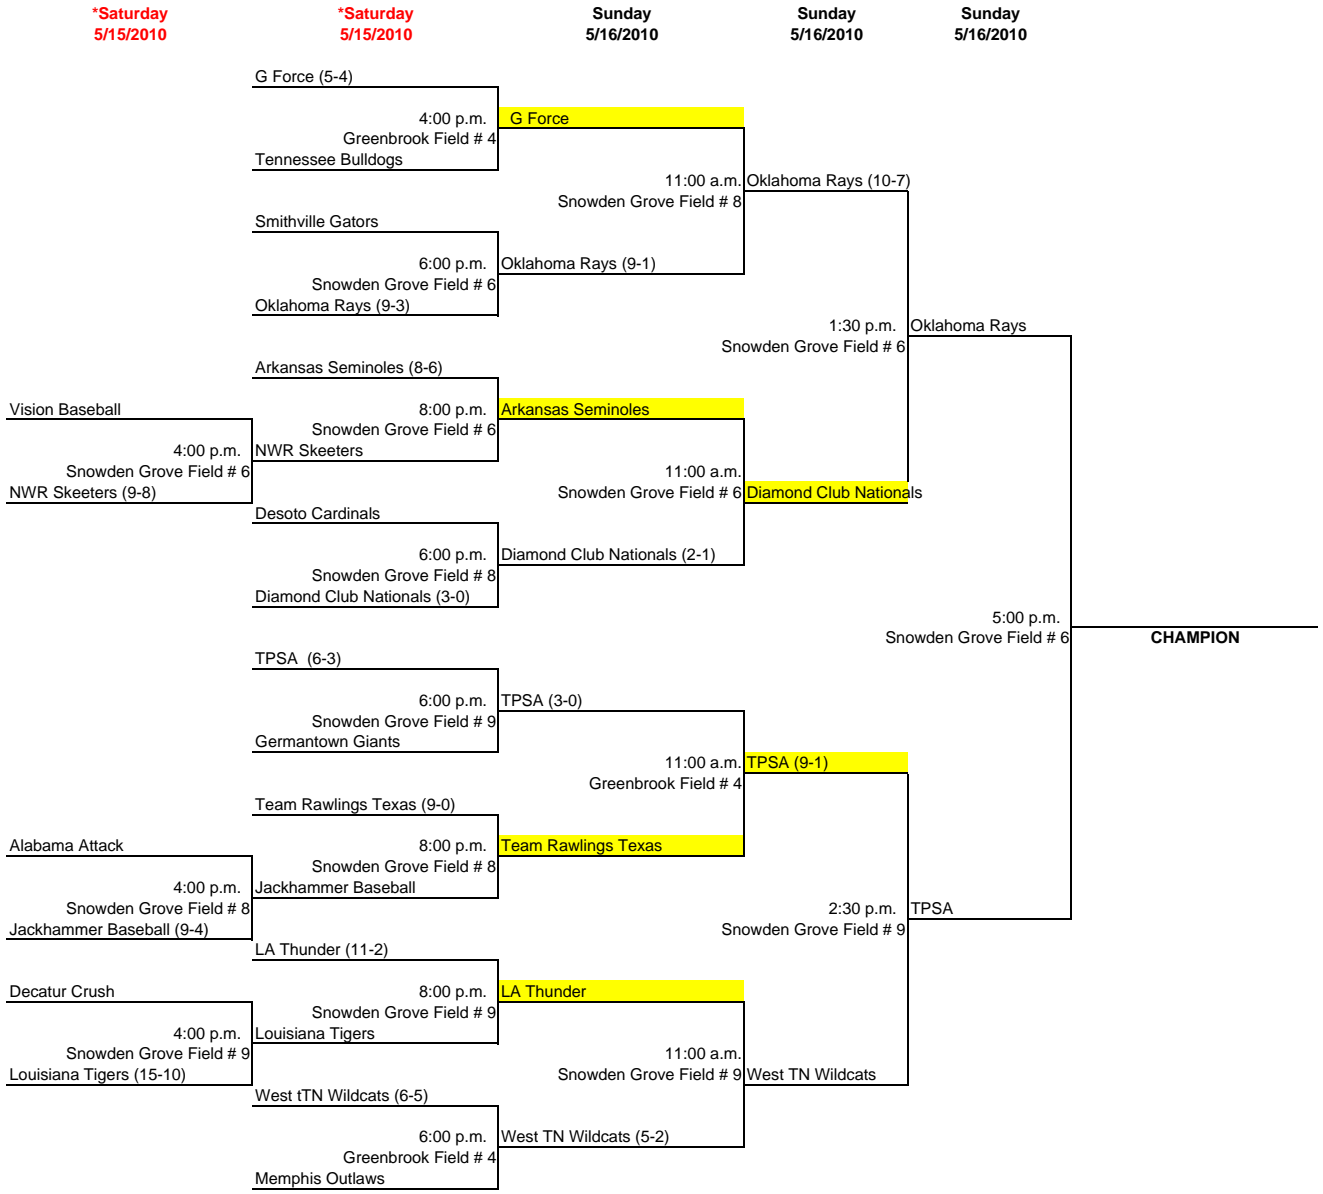 *Saturday *Saturday Sunday Sunday Sunday
5/15/2010 5/15/2010 5/16/2010 5/16/2010 5/16/2010
G Force (5-4)
4:00 p.m. G Force
Greenbrook Field # 4
Tennessee Bulldogs
11:00 a.m. Oklahoma Rays (10-7)
Snowden Grove Field # 8
Smithville Gators
6:00 p.m. Oklahoma Rays (9-1)
Snowden Grove Field # 6
Oklahoma Rays (9-3)
1:30 p.m. Oklahoma Rays
Snowden Grove Field # 6
Arkansas Seminoles (8-6)
Vision Baseball 8:00 p.m. Arkansas Seminoles
Snowden Grove Field # 6
4:00 p.m. NWR Skeeters
Snowden Grove Field # 6 11:00 a.m.
NWR Skeeters (9-8) Snowden Grove Field # 6 Diamond Club Nationals
Desoto Cardinals
6:00 p.m. Diamond Club Nationals (2-1)
Snowden Grove Field # 8
Diamond Club Nationals (3-0)
5:00 p.m.
Snowden Grove Field # 6 CHAMPION
TPSA  (6-3)
6:00 p.m. TPSA (3-0)
Snowden Grove Field # 9
Germantown Giants
11:00 a.m. TPSA (9-1)
Greenbrook Field # 4
Team Rawlings Texas (9-0)
Alabama Attack 8:00 p.m. Team Rawlings Texas
Snowden Grove Field # 8
4:00 p.m. Jackhammer Baseball
Snowden Grove Field # 8 2:30 p.m. TPSA
Jackhammer Baseball (9-4) Snowden Grove Field # 9
LA Thunder (11-2)
Decatur Crush 8:00 p.m. LA Thunder
Snowden Grove Field # 9
4:00 p.m. Louisiana Tigers
Snowden Grove Field # 9 11:00 a.m.
Louisiana Tigers (15-10) Snowden Grove Field # 9 West TN Wildcats
West tTN Wildcats (6-5)
6:00 p.m. West TN Wildcats (5-2)
Greenbrook Field # 4
Memphis Outlaws